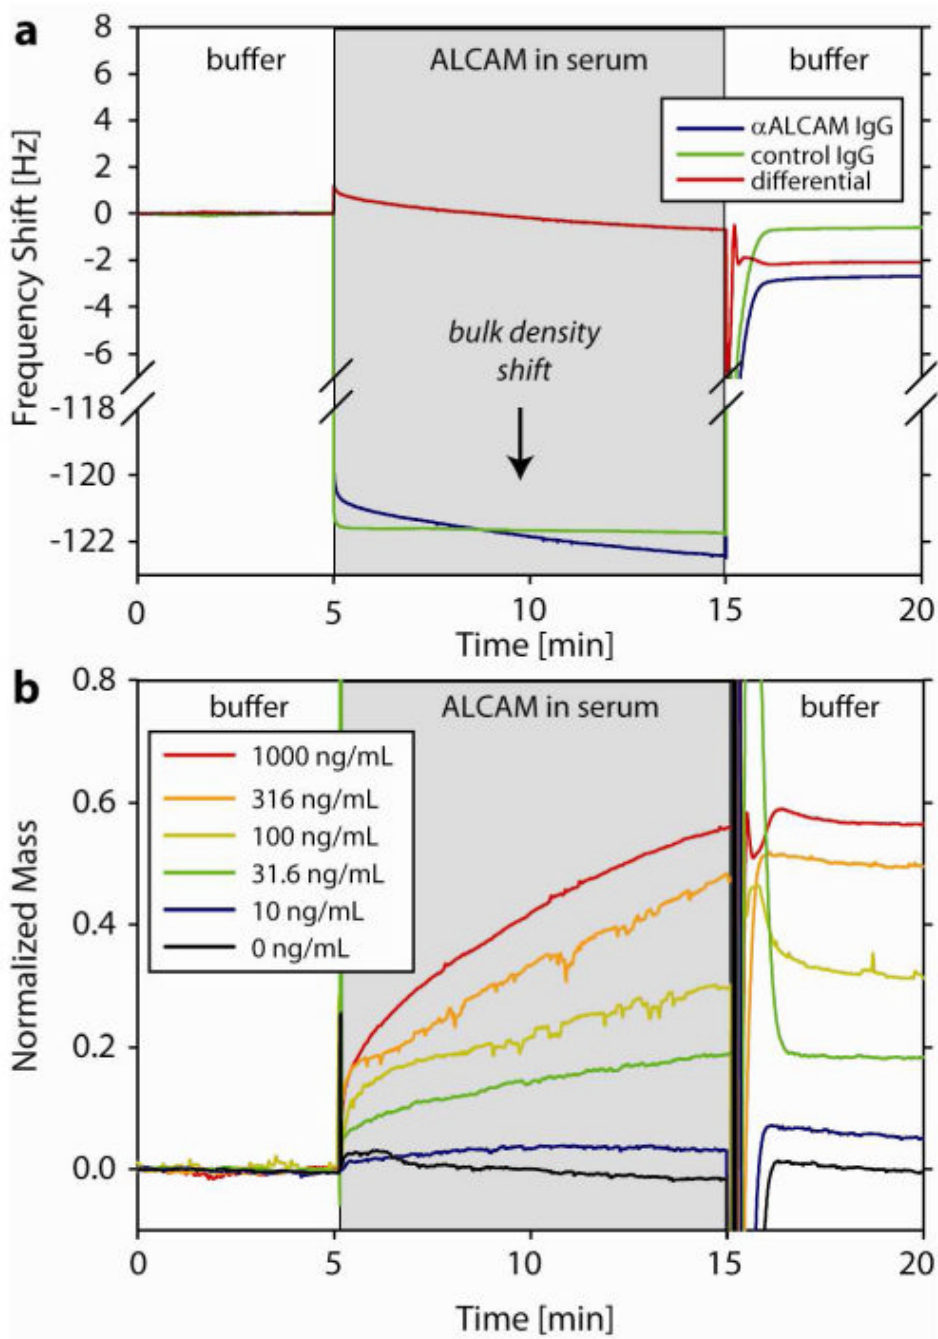 a
8
buffer
ALCAM in serum
buffer
6
4
αALCAM IgG
control IgG
differential
2
0
-2
-4
-6
bulk density
shift
-118
-120
-122
Frequency Shift [Hz]
0
5
10
15
20
Time [min]
b
0.8
buffer
ALCAM in serum
buffer
1000 ng/mL
316 ng/mL
100 ng/mL
31.6 ng/mL
10 ng/mL
0 ng/mL
0.6
0.4
0.2
0.0
Normalized Mass
0
5
10
15
20
Time [min]